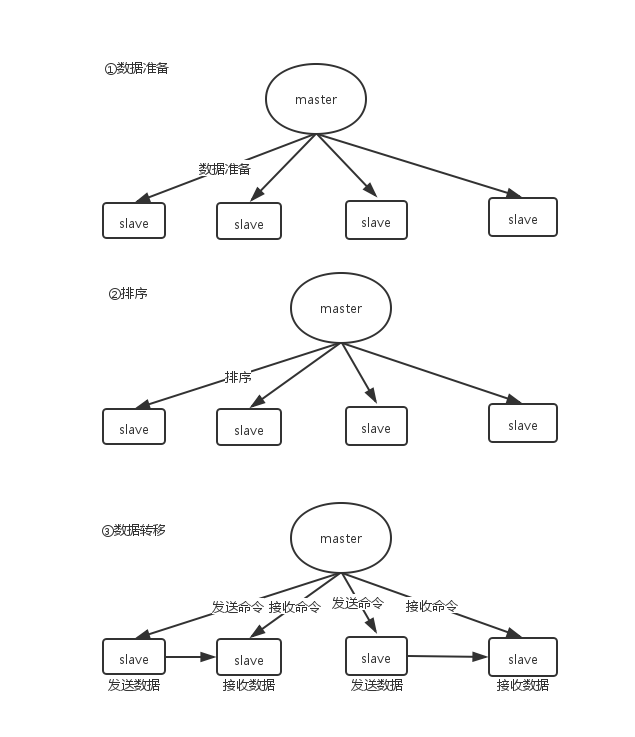 ①数据准备
master
数据准备
slave
slave
slave
slave
②排序
master
排序
slave
slave
slave
slave
③数据转移
master
发送命令
接收命令
发送命令
接收命令
slave
slave
slave
slave
发送数据
接收数据
发送数据
接收数据